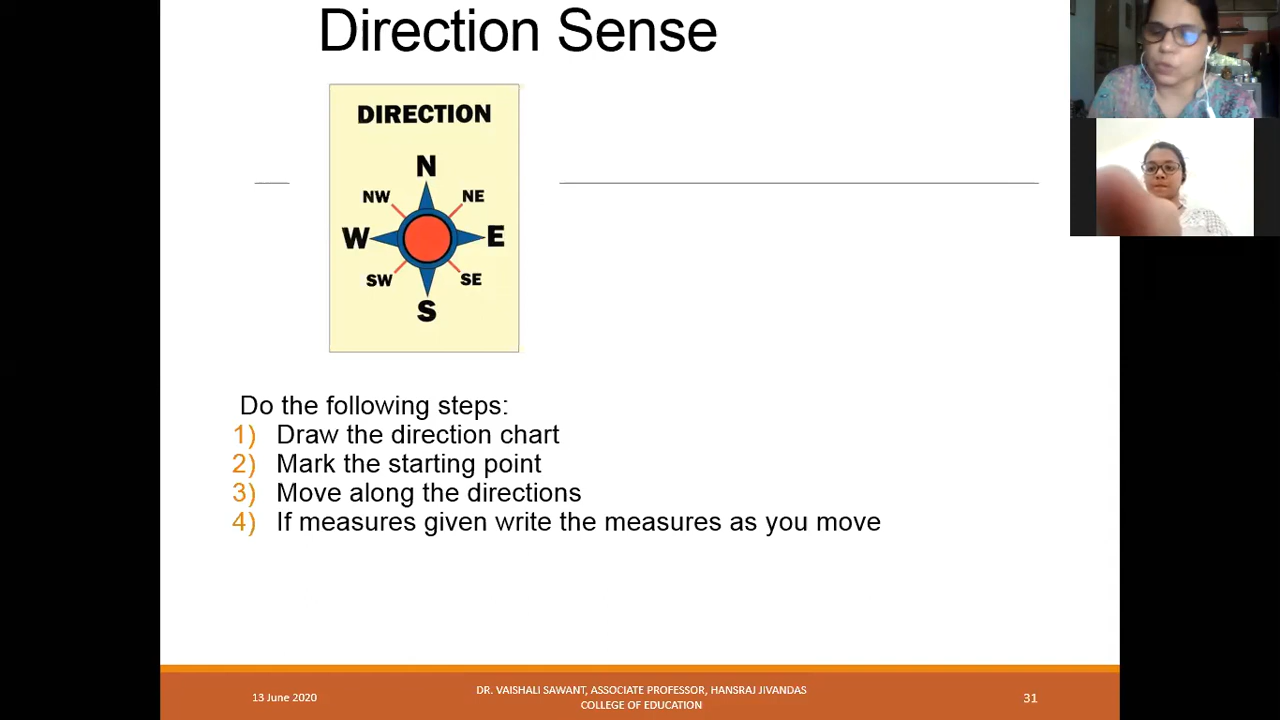 Direction Sense
DIRECTION
N
NW NE
W E
SW SE
S
Do the following steps:
1) Draw the direction chart
2) Mark the starting point
3) Move along the directions
4) If measures given write the measures as you move
13 June 2020
DR. VAISHALI SAWANT, ASSOCIATE PROFESSOR, HANSRAJ JIVANDAS
COLLEGE OF EDUCATION
31